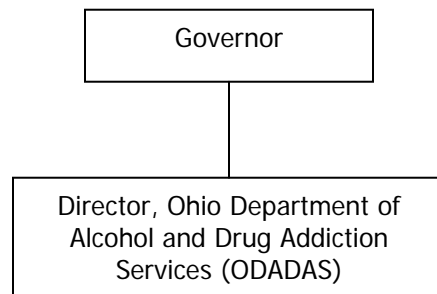 Governor
Director, Ohio Department of
Alcohol and Drug Addiction
Services (ODADAS)